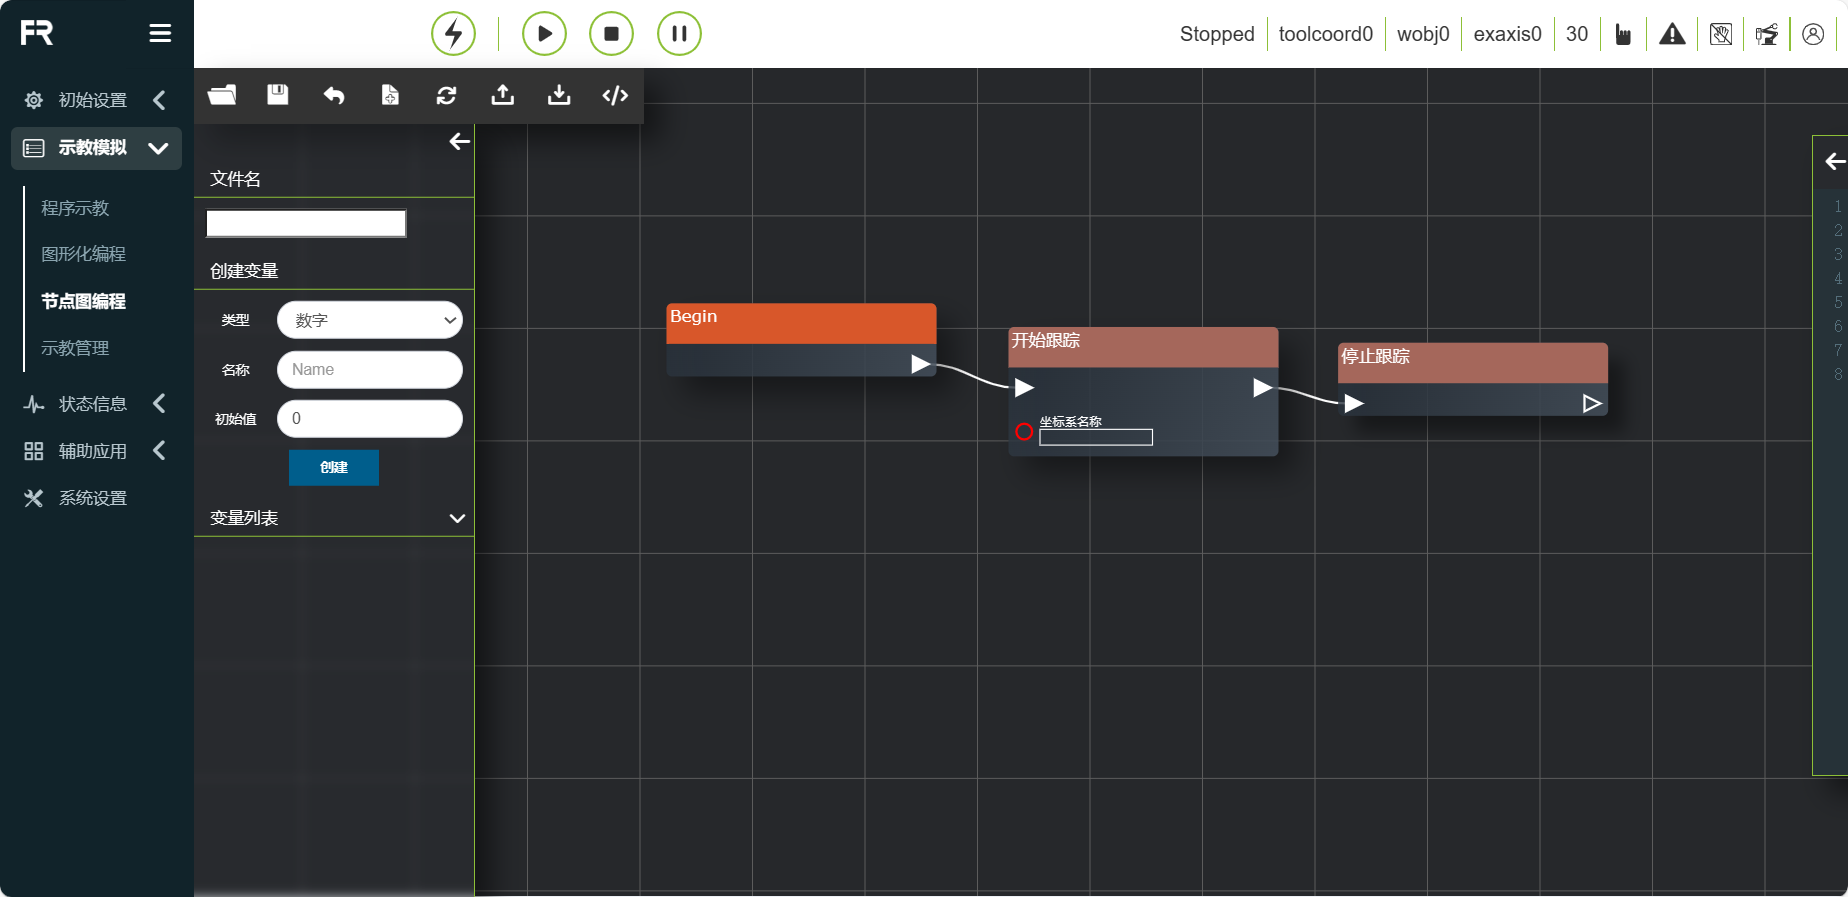 FR
Stopped
toolcoord0
wobj0
exaxis0
30
初始设置
示教模拟
程序示教
图形化编程
节点图编程
示教管理
状态信息
辅助应用
系统设置
文件名
创建变量
类型
数字
名称
Name
初始值
0
创建
变量列表
Begin
开始跟踪
坐标系名称
停止跟踪
1
2
3
4
5
6
7
8